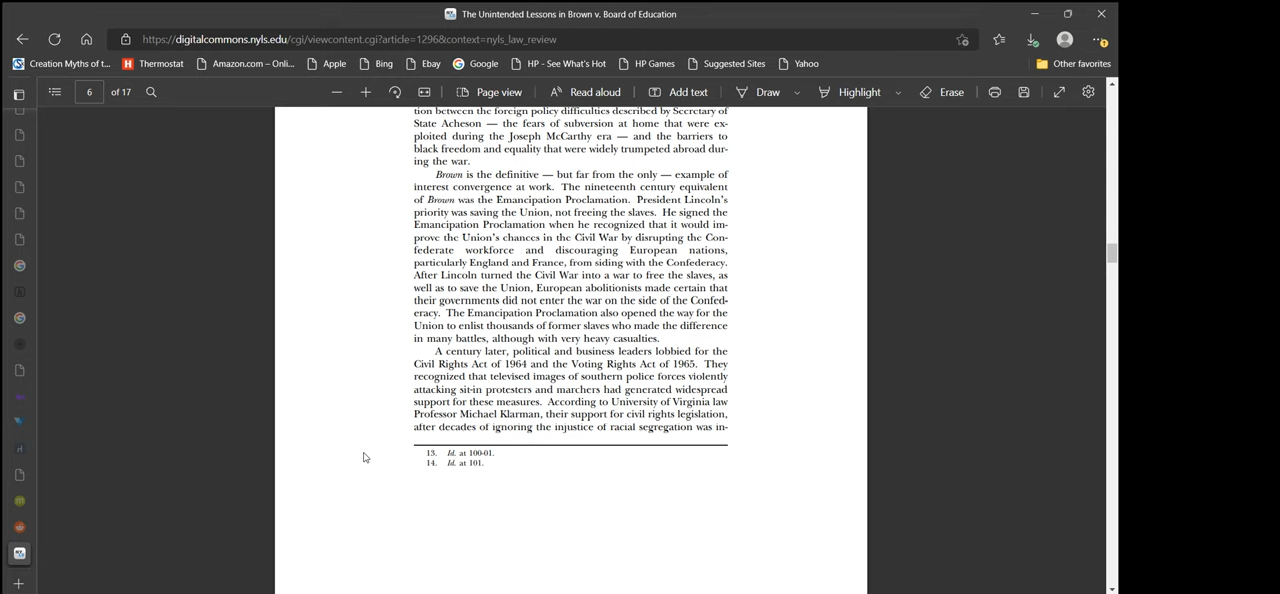 The Unintended Lessons in Brown v. Board of Education
https://digitalcommons.nyls.edu/cgi/viewcontent.cgi?article=1296&context=nyls_law_review
Creation Myths of t... Thermostat Amazon.com – Onli... Apple Bing Ebay Google HP - See What's Hot HP Games Suggested Sites Yahoo Other favorites
6 of 17 Page view Read aloud Add text Draw Highlight Erase
tion between the foreign policy difficulties described by Secretary of
State Acheson — the fears of subversion at home that were ex-
ploited during the Joseph McCarthy era — and the barriers to
black freedom and equality that were widely trumpeted abroad dur-
ing the war.
Brown is the definitive — but far from the only — example of
interest convergence at work. The nineteenth century equivalent
of Brown was the Emancipation Proclamation. President Lincoln's
priority was saving the Union, not freeing the slaves. He signed the
Emancipation Proclamation when he recognized that it would im-
prove the Union's chances in the Civil War by disrupting the Con-
federate workforce and discouraging European nations,
particularly England and France, from siding with the Confederacy.
After Lincoln turned the Civil War into a war to free the slaves, as
well as to save the Union, European abolitionists made certain that
their governments did not enter the war on the side of the Confed-
eracy. The Emancipation Proclamation also opened the way for the
Union to enlist thousands of former slaves who made the difference
in many battles, although with very heavy casualties.
A century later, political and business leaders lobbied for the
Civil Rights Act of 1964 and the Voting Rights Act of 1965. They
recognized that televised images of southern police forces violently
attacking sit-in protesters and marchers had generated widespread
support for these measures. According to University of Virginia law
Professor Michael Klarman, their support for civil rights legislation,
after decades of ignoring the injustice of racial segregation was in-
13. Id. at 100-01.
14. Id. at 101.